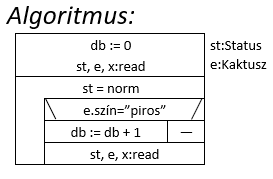 Algoritmus:
db := 0
st:Status
st, e, x:read
e:Kaktusz
st = norm
e.szín="piros"
db := db + 1 —
st, e, x:read